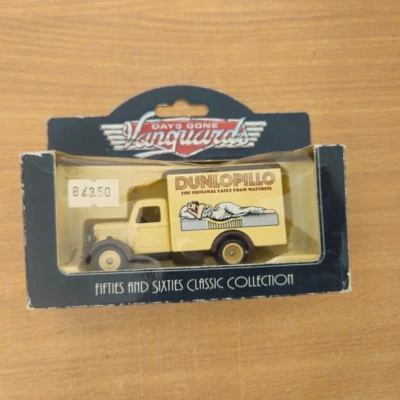 DAYS GONE
Vanguards
B £3.50
DUNLOPILLO
THE ORIGINAL LATEX FOAM MATTRESS
FIFTIES AND SIXTIES CLASSIC COLLECTION